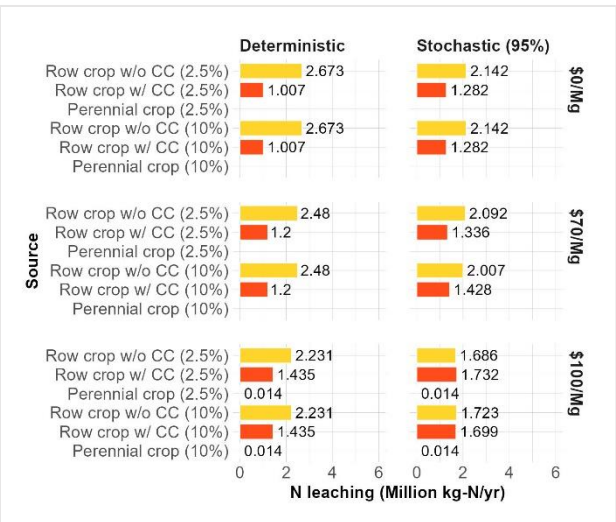 Deterministic Stochastic (95%)
Row crop w/o CC (2.5%) 2.673 2.142
Row crop w/ CC (2.5%) 1.007 1.282
Perennial crop (2.5%)
Row crop w/o CC (10%) 2.673 2.142
Row crop w/ CC (10%) 1.007 1.282
Perennial crop (10%)
$0/Mg
Row crop w/o CC (2.5%) 2.48 2.092
Row crop w/ CC (2.5%) 1.2 1.336
Perennial crop (2.5%)
Row crop w/o CC (10%) 2.48 2.007
Row crop w/ CC (10%) 1.2 1.428
Perennial crop (10%)
$70/Mg
Source
Row crop w/o CC (2.5%) 2.231 1.686
Row crop w/ CC (2.5%) 1.435 1.732
Perennial crop (2.5%) 0.014 0.014
Row crop w/o CC (10%) 2.231 1.723
Row crop w/ CC (10%) 1.435 1.699
Perennial crop (10%) 0.014 0.014
$100/Mg
0 2 4 6 0 2 4 6
N leaching (Million kg-N/yr)